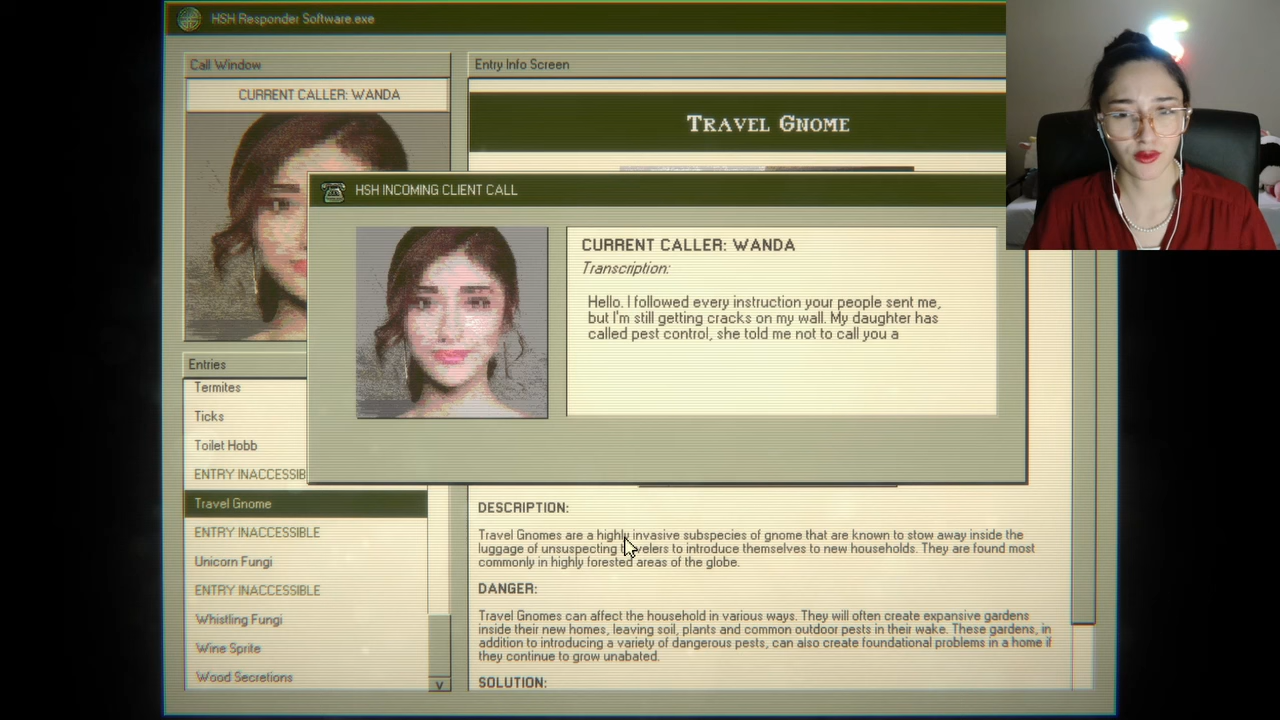 HSH Responder Software.exe
Call Window
CURRENT CALLER: WANDA
Entries
Termites
Ticks
Toilet Hobb
ENTRY INACCESSIB
Travel Gnome
ENTRY INACCESSIBLE
Unicorn Fungi
ENTRY INACCESSIBLE
Whistling Fungi
Wine Sprite
Wood Secretions
v
Entry Info Screen
TRAVEL GNOME
HSH INCOMING CLIENT CALL
CURRENT CALLER: WANDA
Transcription:
Hello. I followed every instruction your people sent me,
but I'm still getting cracks on my wall. My daughter has
called pest control, she told me not to call you a
DESCRIPTION:
Travel Gnomes are a highly invasive subspecies of gnome that are known to stow away inside the
luggage of unsuspecting travelers to introduce themselves to new households. They are found most
commonly in highly forested areas of the globe.
DANGER:
Travel Gnomes can affect the household in various ways. They will often create expansive gardens
inside their new homes, leaving soil, plants and common outdoor pests in their wake. These gardens, in
addition to introducing a variety of dangerous pests, can also create foundational problems in a home if
they continue to grow unabated.
SOLUTION: